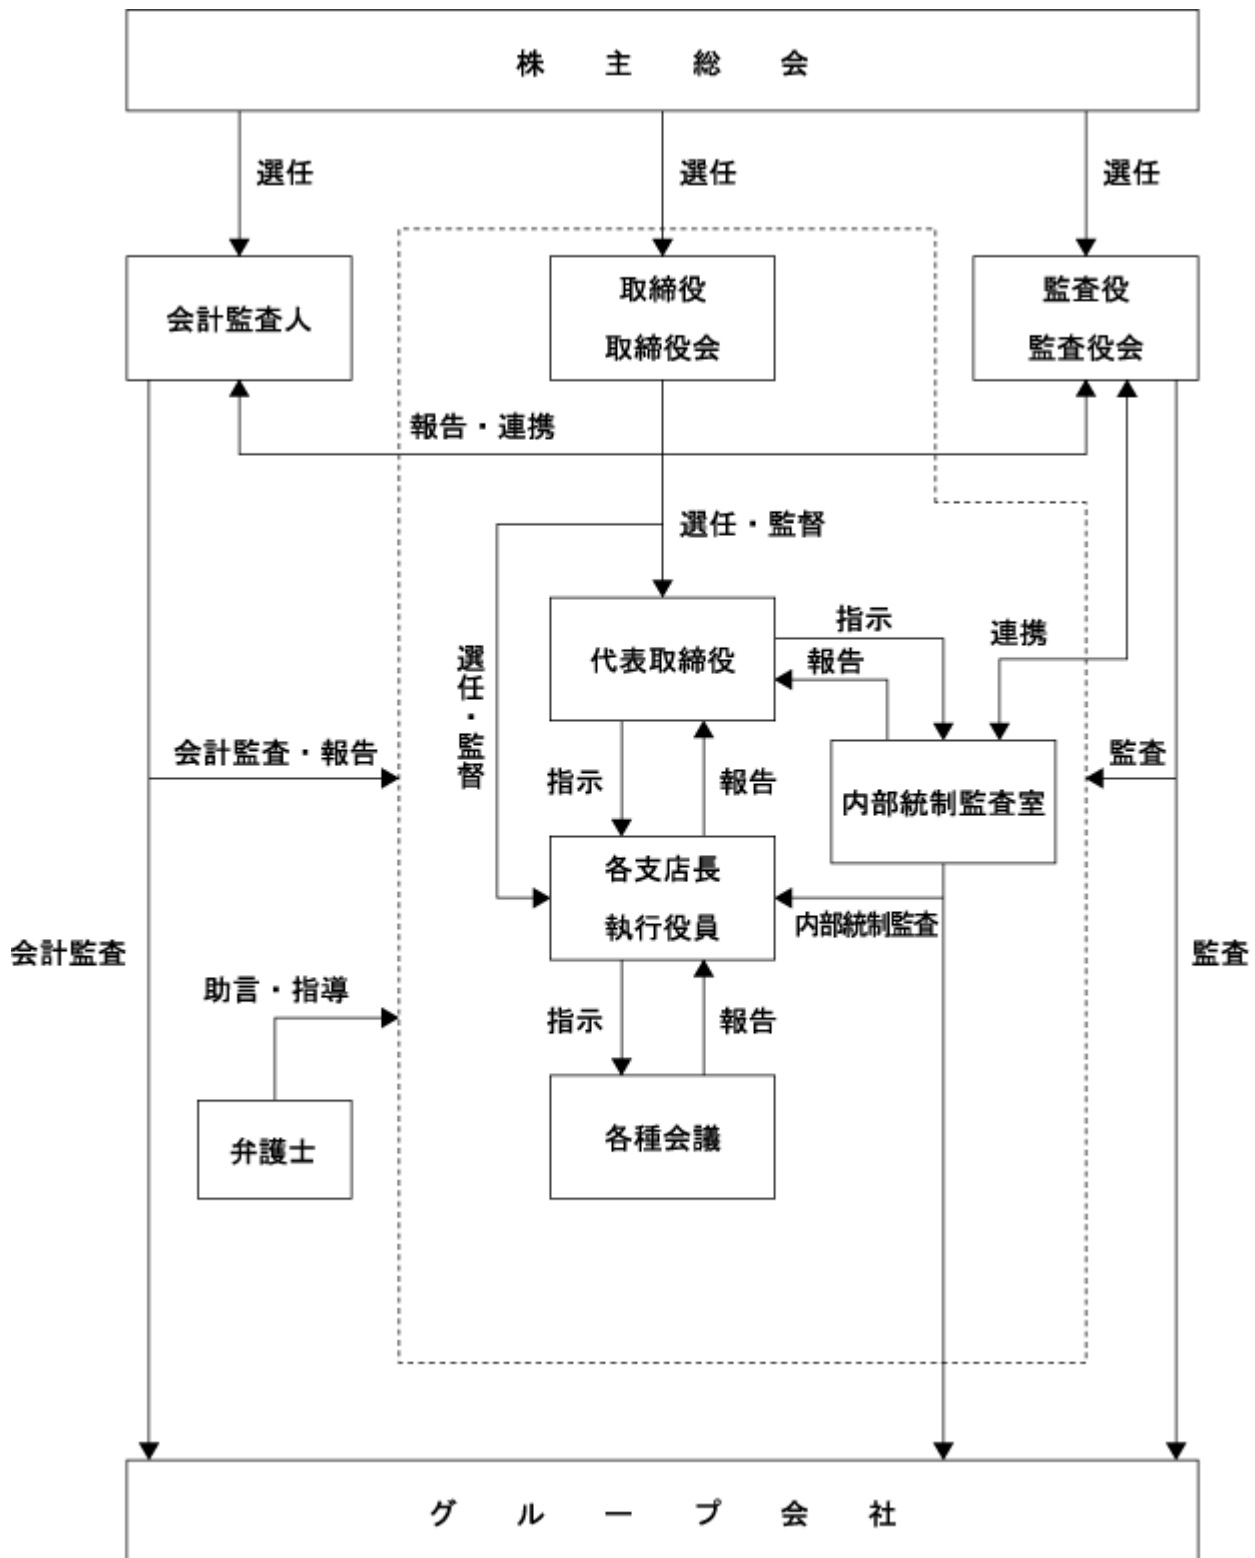 株主総会
選任
選任
選任
会計監査人
取締役
取締役会
監査役
監査役会
報告・連携
選任・監督
選任・監督
代表取締役
指示
報告
連携
会計監査・報告
指示
報告
内部統制監査室
監査
各支店長
執行役員
内部統制監査
会計監査
監査
助言・指導
指示
報告
弁護士
各種会議
グループ会社